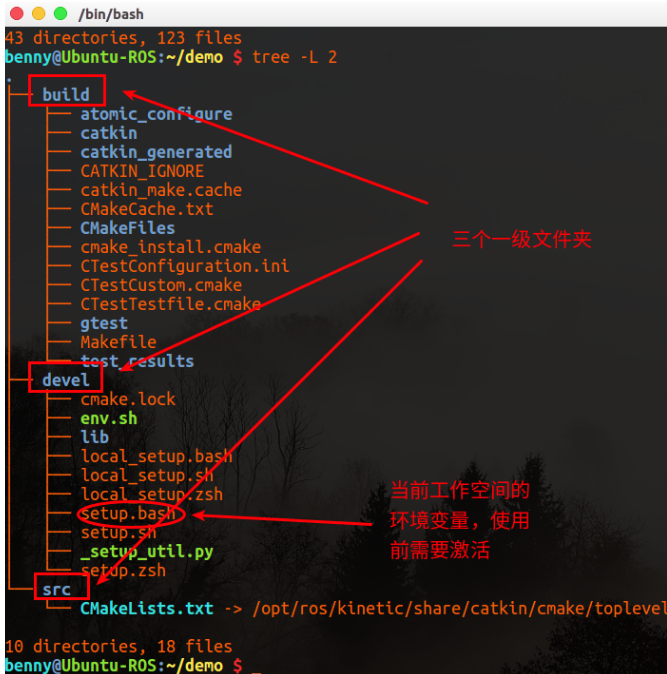 /bin/bash
43 directories, 123 files
benny@Ubuntu-ROS:~/demo $ tree -L 2
.
├── build
│   ├── atomic_configure
│   ├── catkin
│   ├── catkin_generated
│   ├── CATKIN_IGNORE
│   ├── catkin_make.cache
│   ├── CMakeCache.txt
│   ├── CMakeFiles
│   ├── cmake_install.cmake
│   ├── CTestConfiguration.ini
│   ├── CTestCustom.cmake
│   ├── CTestTestfile.cmake
│   ├── gtest
│   ├── Makefile
│   └── test_results
├── devel
│   ├── cmake.lock
│   ├── env.sh
│   ├── lib
│   ├── local_setup.bash
│   ├── local_setup.sh
│   ├── local_setup.zsh
│   ├── setup.bash
│   ├── setup.sh
│   ├── _setup_util.py
│   └── setup.zsh
└── src
    └── CMakeLists.txt -> /opt/ros/kinetic/share/catkin/cmake/toplevel
10 directories, 18 files
benny@Ubuntu-ROS:~/demo $ _
三个一级文件夹
当前工作空间的
环境变量，使用
前需要激活